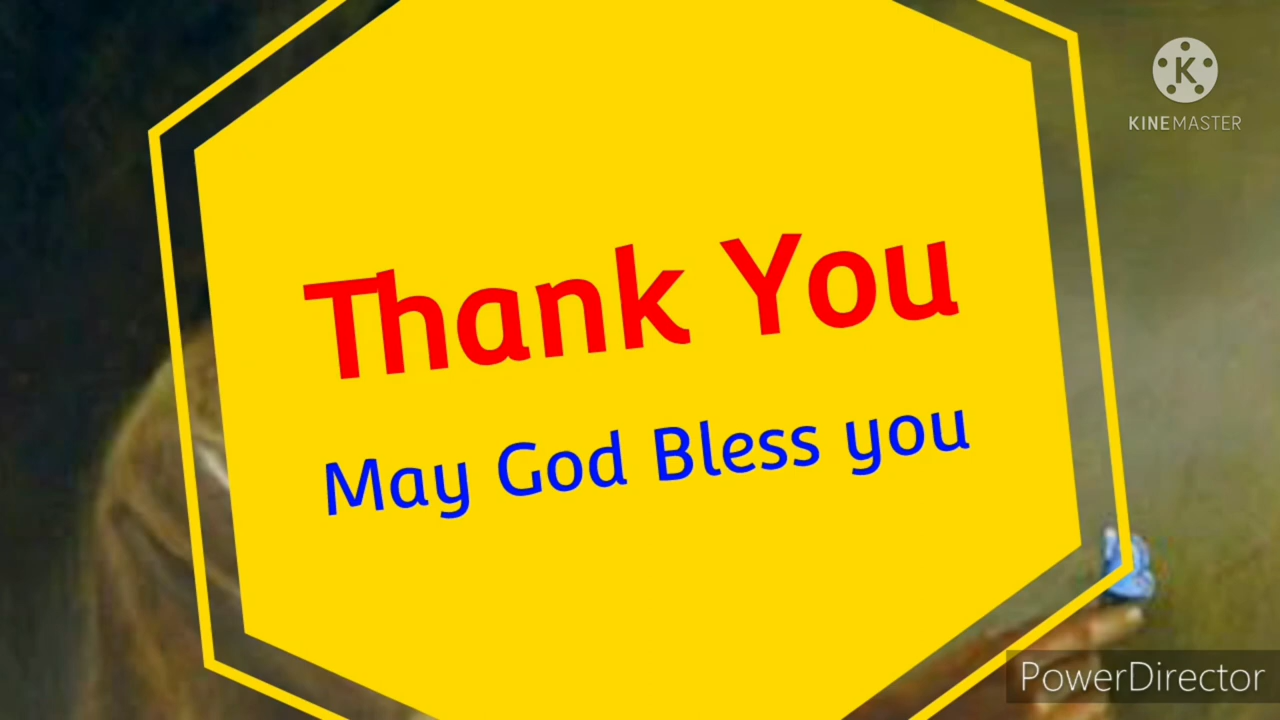 K
KINEMASTER
Thank You
May God Bless you
PowerDirector